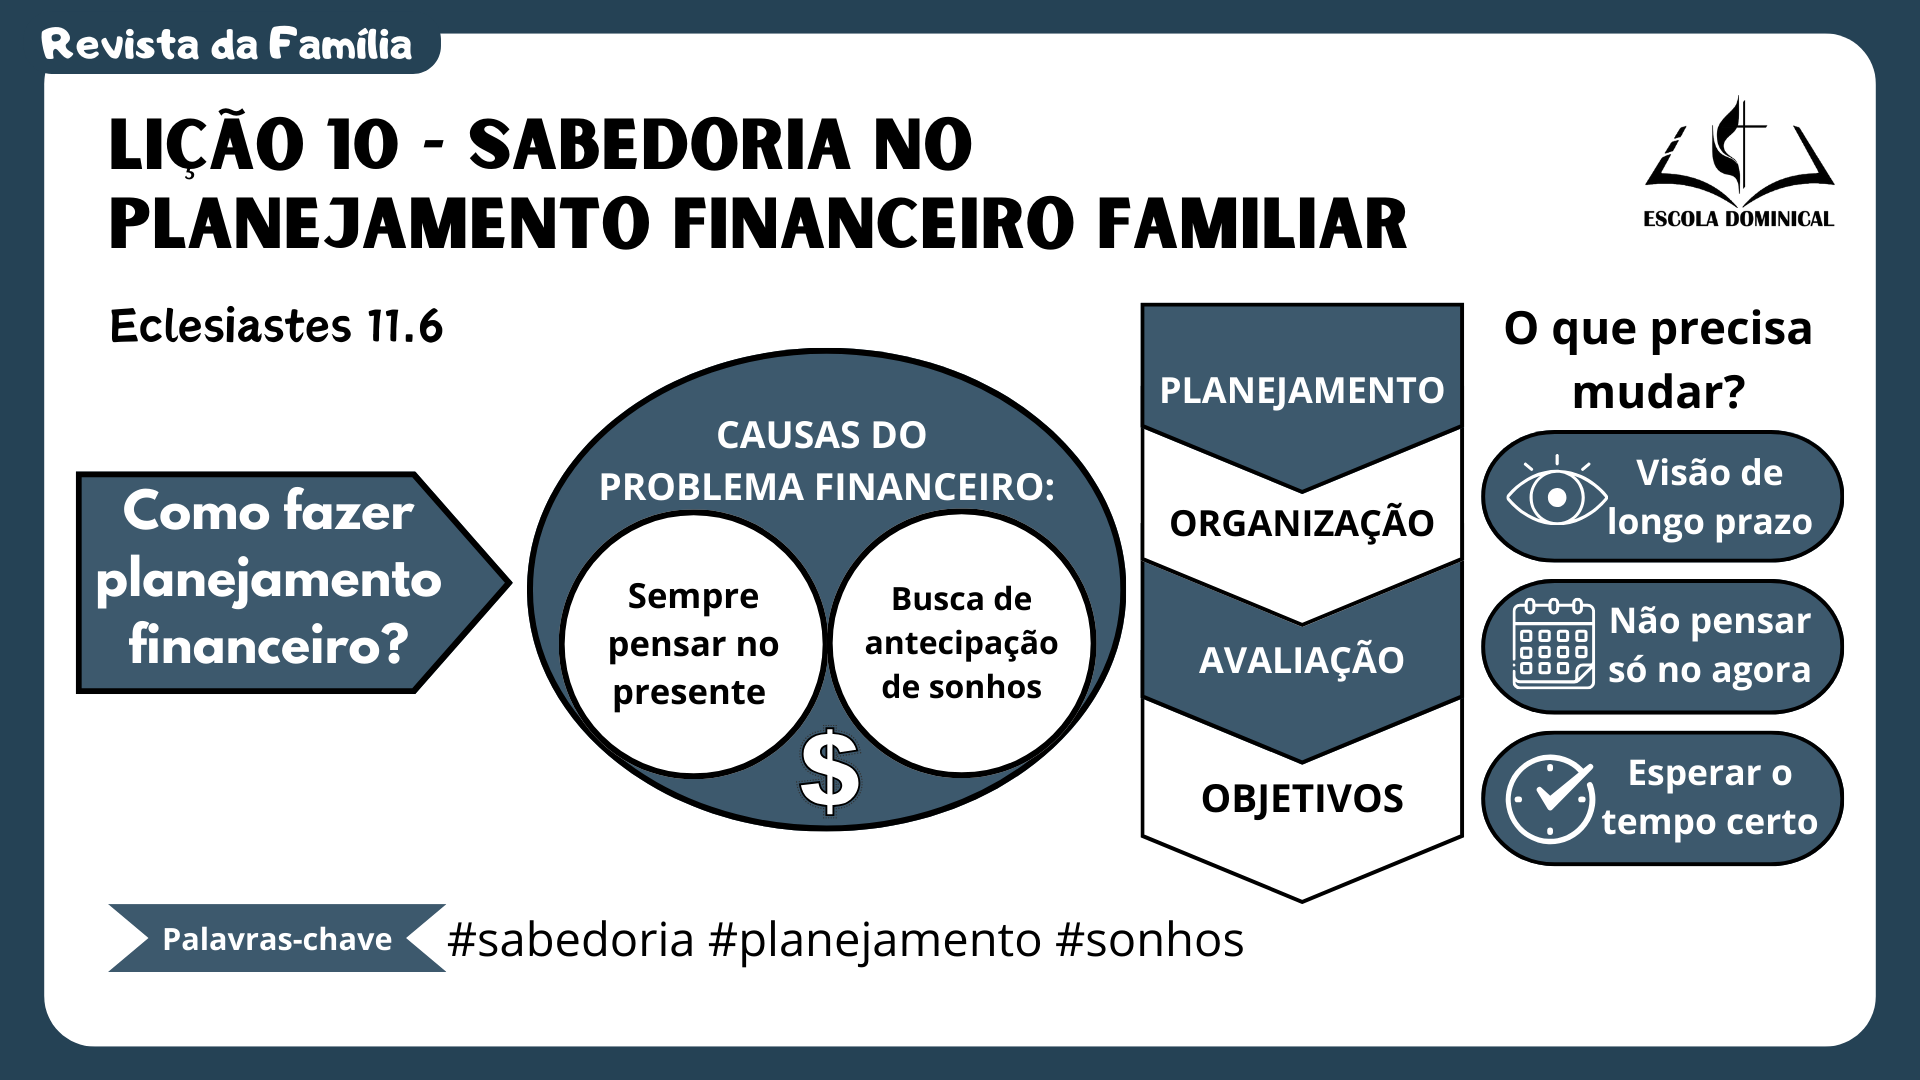 Revista da Família
LIÇÃO 10 - SABEDORIA NO
PLANEJAMENTO FINANCEIRO FAMILIAR
ESCOLA DOMINICAL
Eclesiastes 11.6
Como fazer
planejamento
financeiro?
CAUSAS DO
PROBLEMA FINANCEIRO:
Sempre
pensar no
presente
Busca de
antecipação
de sonhos
$
PLANEJAMENTO
ORGANIZAÇÃO
AVALIAÇÃO
OBJETIVOS
O que precisa
mudar?
Visão de
longo prazo
Não pensar
só no agora
Esperar o
tempo certo
Palavras-chave
#sabedoria #planejamento #sonhos